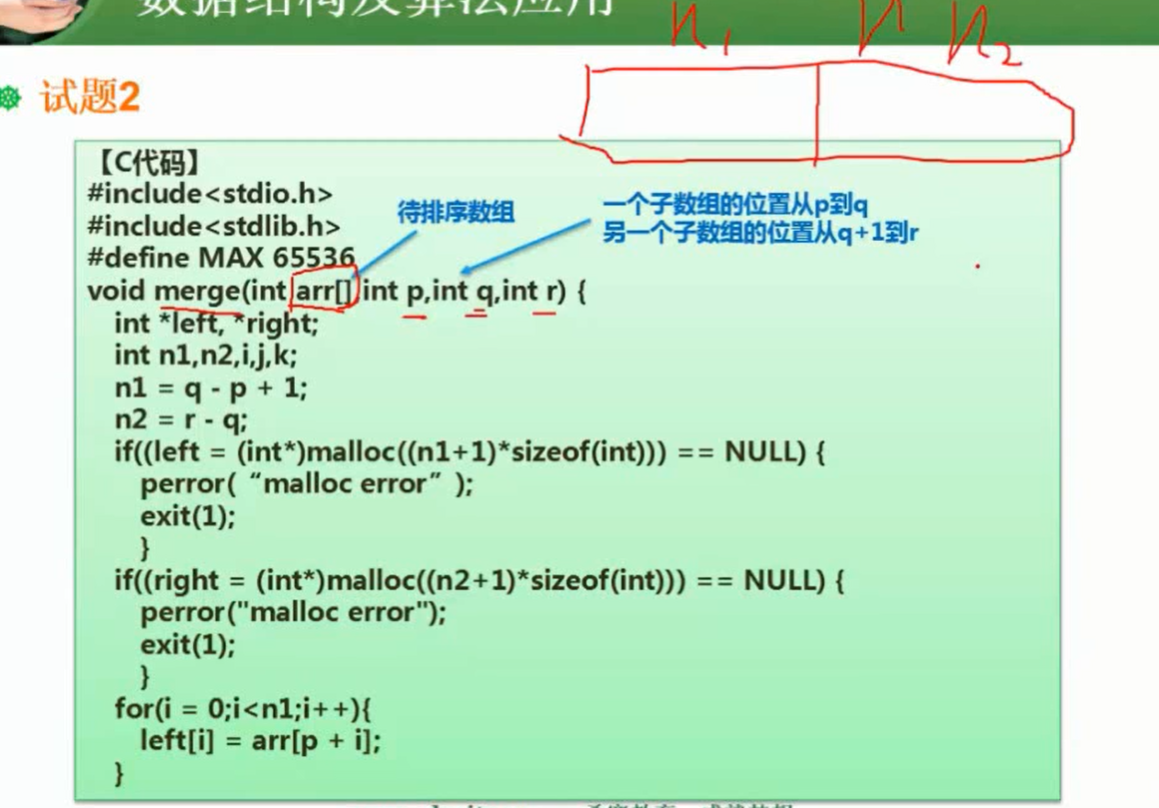 数据结构及算法应用
n1 n n2
试题2
【C代码】
#include<stdio.h>
#include<stdlib.h>
#define MAX 65536
待排序数组
一个子数组的位置从p到q
另一个子数组的位置从q+1到r
void merge(int arr[],int p,int q,int r) {
int *left, *right;
int n1,n2,i,j,k;
n1 = q - p + 1;
n2 = r - q;
if((left = (int*)malloc((n1+1)*sizeof(int))) == NULL) {
perror( “malloc error” );
exit(1);
}
if((right = (int*)malloc((n2+1)*sizeof(int))) == NULL) {
perror("malloc error");
exit(1);
}
for(i = 0;i<n1;i++){
left[i] = arr[p + i];
}